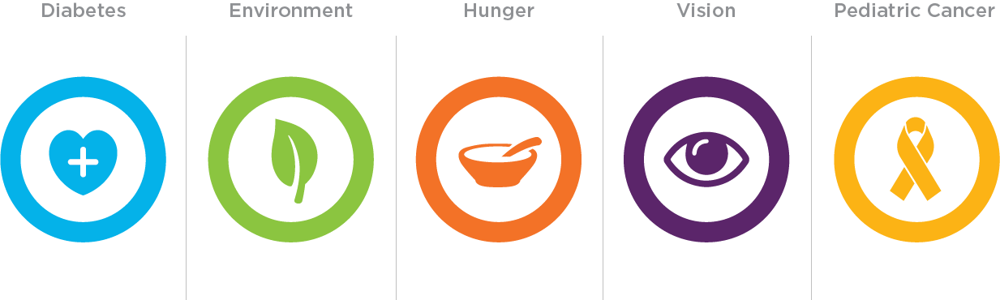 Diabetes
Environment
Hunger
Vision
Pediatric Cancer